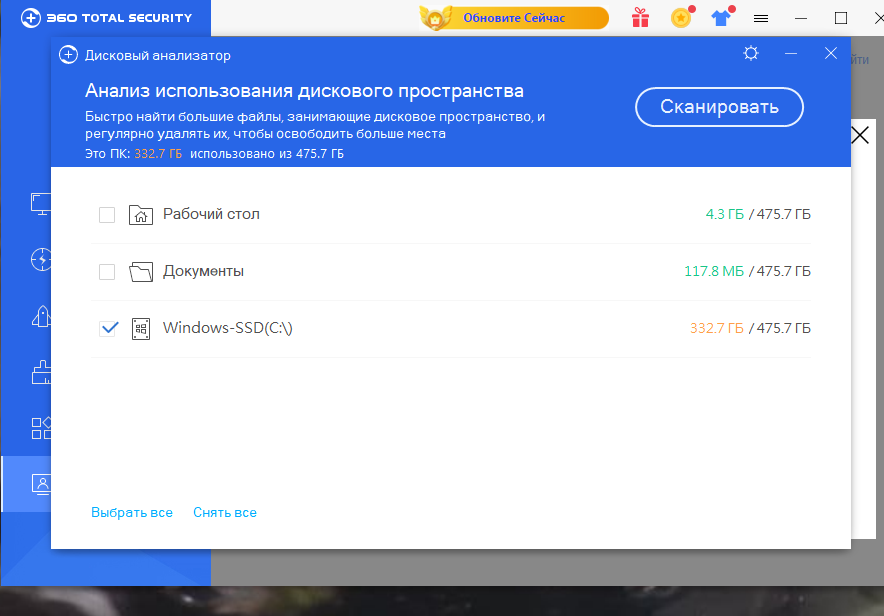 360 TOTAL SECURITY
Обновите Сейчас
Дисковый анализатор
Анализ использования дискового пространства
Быстро найти большие файлы, занимающие дисковое пространство, и
регулярно удалять их, чтобы освободить больше места
Это ПК: 332.7 ГБ использовано из 475.7 ГБ
Сканировать
Рабочий стол 4.3 ГБ / 475.7 ГБ
Документы 117.8 МБ / 475.7 ГБ
Windows-SSD(C:\) 332.7 ГБ / 475.7 ГБ
Выбрать все Снять все